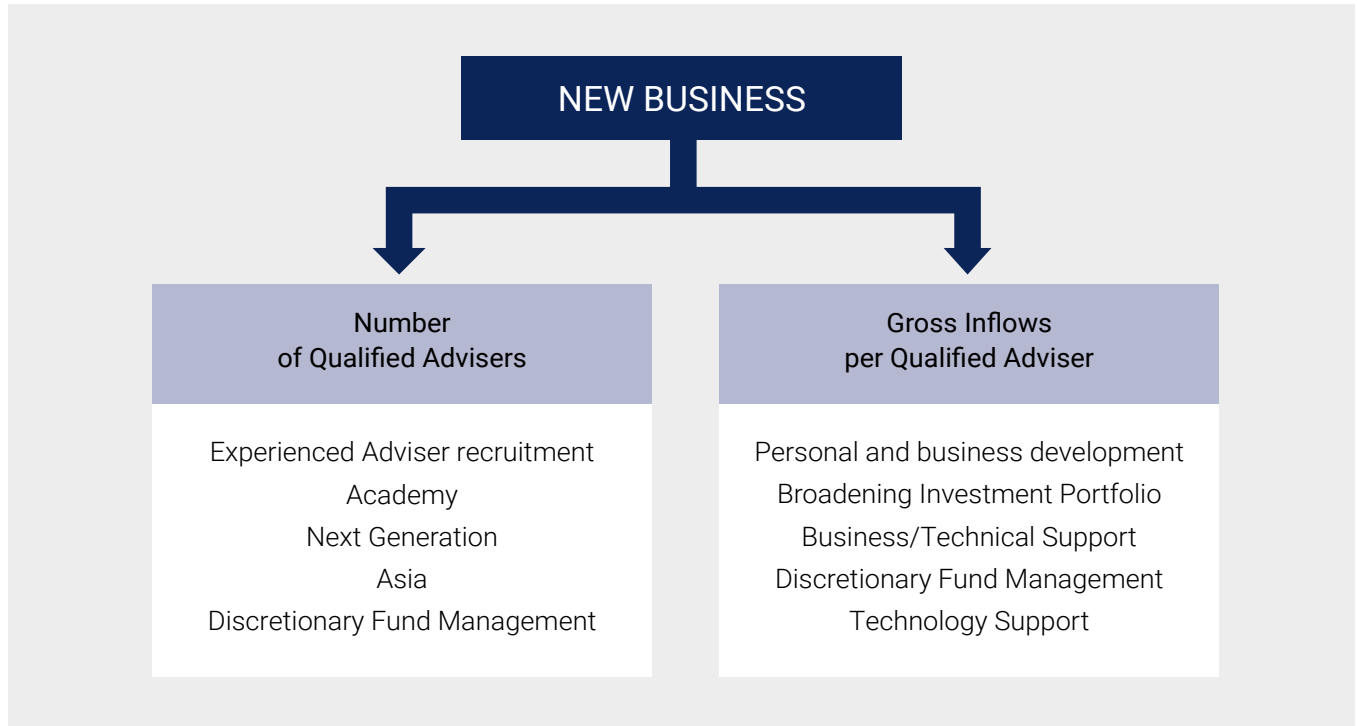 NEW BUSINESS
Number
of Qualified Advisers
Experienced Adviser recruitment
Academy
Next Generation
Asia
Discretionary Fund Management
Gross Inflows
per Qualified Adviser
Personal and business development
Broadening Investment Portfolio
Business/Technical Support
Discretionary Fund Management
Technology Support